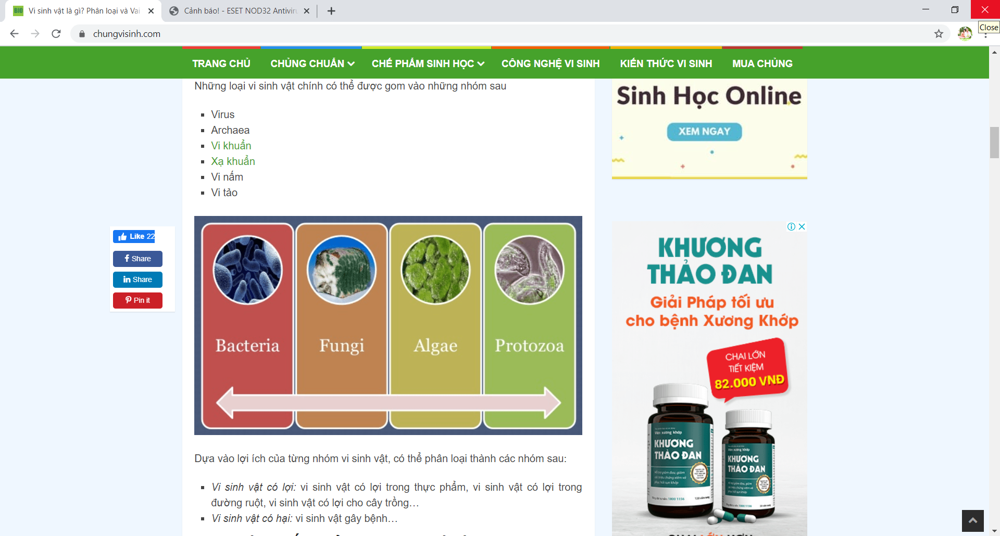 Vi sinh vật là gì? Phân loại và Vai
Cảnh báo! - ESET NOD32 Antiviru
chungvisinh.com
Close
TRANG CHỦ
CHỦNG CHUẨN
CHẾ PHẨM SINH HỌC
CÔNG NGHỆ VI SINH
KIẾN THỨC VI SINH
MUA CHỦNG
Những loại vi sinh vật chính có thể được gom vào những nhóm sau
Virus
Archaea
Vi khuẩn
Xạ khuẩn
Vi nấm
Vi tảo
Like 22
Share
Share
Pin it
Bacteria
Fungi
Algae
Protozoa
Dựa vào lợi ích của từng nhóm vi sinh vật, có thể phân loại thành các nhóm sau:
Vi sinh vật có lợi: vi sinh vật có lợi trong thực phẩm, vi sinh vật có lợi trong
đường ruột, vi sinh vật có lợi cho cây trồng…
Vi sinh vật có hại: vi sinh vật gây bệnh…
Sinh Học Online
XEM NGAY
KHƯƠNG
THẢO ĐAN
Giải Pháp tối ưu
cho bệnh Xương Khớp
CHAI LỚN
TIẾT KIỆM
82.000 VNĐ
Viên xương khớp
KHƯƠNG
THẢO ĐAN
KHƯƠNG
THẢO ĐAN